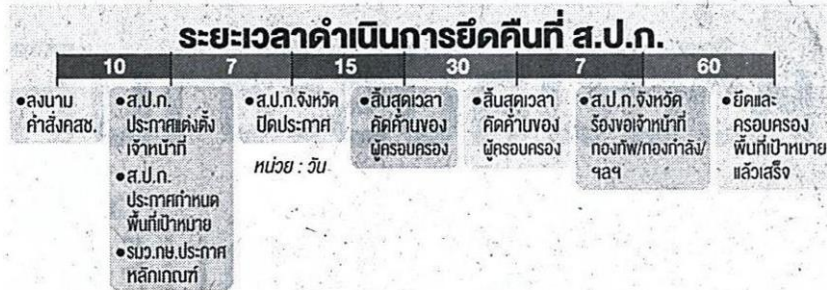 ระยะเวลาดำเนินการยึดคืนที่ ส.ป.ก.
10 7 15 30 7 60
•ลงนาม
คำสั่งคสช.
•ส.ป.ก.
ประกาศแต่งตั้ง
เจ้าหน้าที่
•ส.ป.ก.
ประกาศกำหนด
พื้นที่เป้าหมาย
•รมว.กษ.ประกาศ
หลักเกณฑ์
•ส.ป.ก.จังหวัด
ปิดประกาศ
หน่วย : วัน
•สิ้นสุดเวลา
คัดค้านของ
ผู้ครอบครอง
•สิ้นสุดเวลา
คัดค้านของ
ผู้ครอบครอง
•ส.ป.ก.จังหวัด
ร้องขอเจ้าหน้าที่
กองทัพ/กองกำลัง/
ฯลฯ
•ยึดและ
ครอบครอง
พื้นที่เป้าหมาย
แล้วเสร็จ